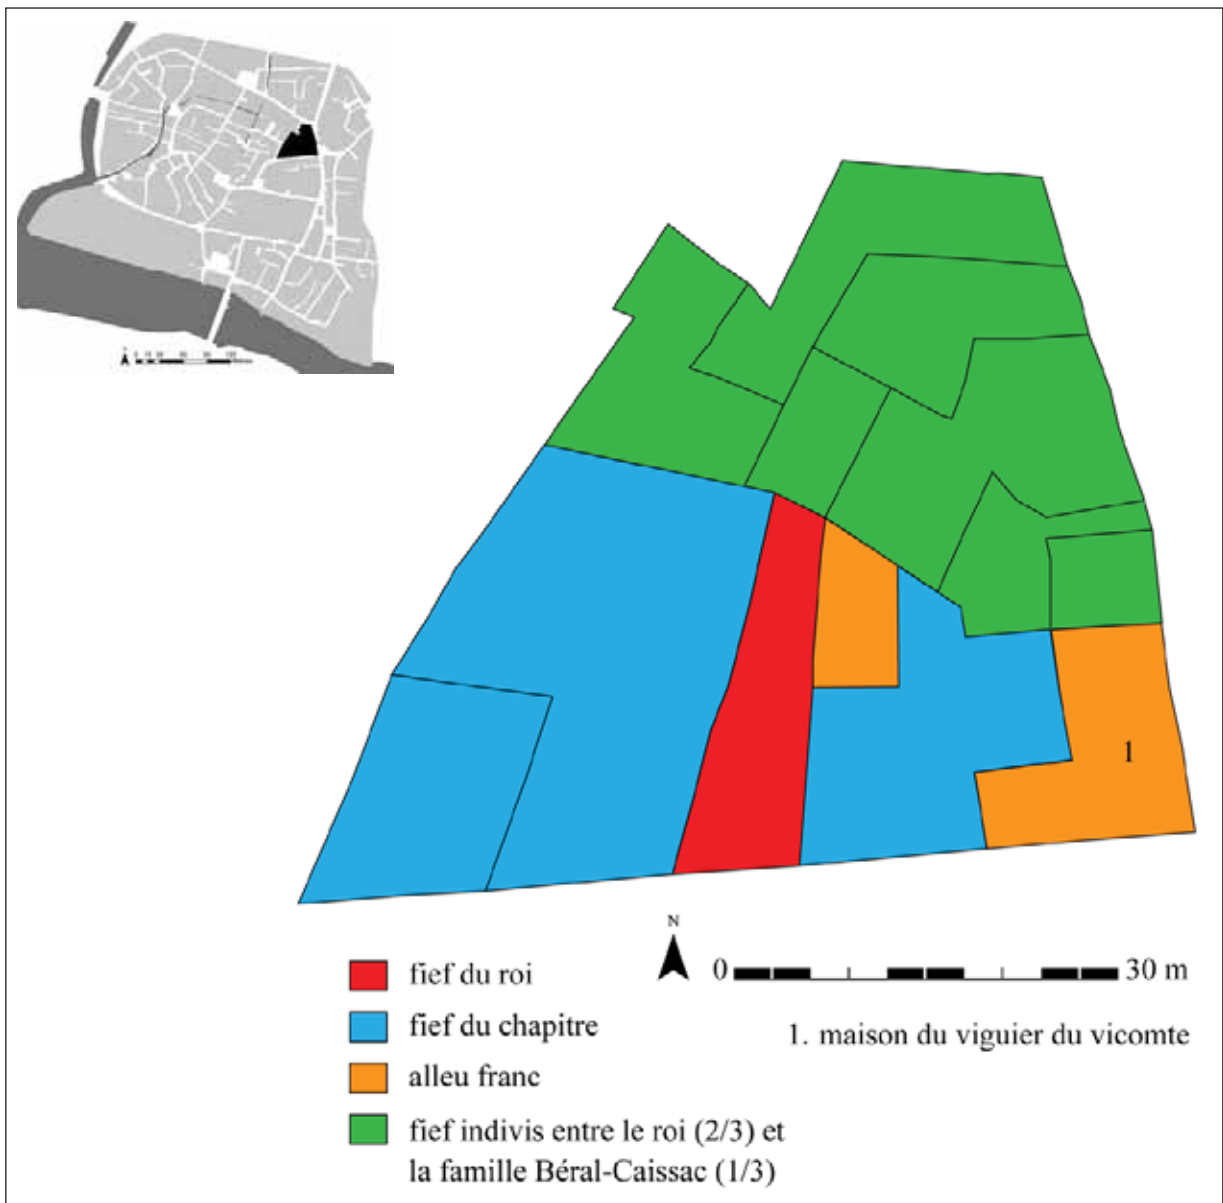 1
N
0 30 m
fief du roi
fief du chapitre
alleu franc
fief indivis entre le roi (2/3) et
la famille Béral-Caissac (1/3)
1. maison du viguier du vicomte